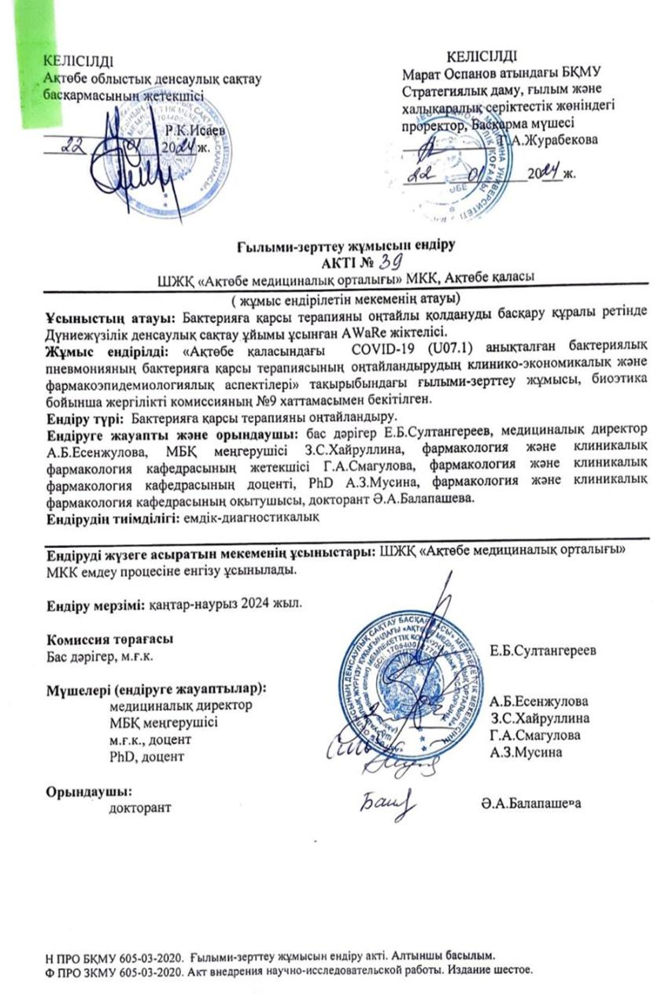 КЕЛІСІЛДІ
Ақтөбе облыстық денсаулық сақтау
басқармасының жетекшісі
Р.К.Исаев
22 01 2024 ж.
КЕЛІСІЛДІ
Марат Оспанов атындағы БҚМУ
Стратегиялық даму, ғылым және
халықаралық серіктестік жөніндегі
проректор, Басқарма мүшесі
Г.А.Журабекова
22 01 2024 ж.
Ғылыми-зерттеу жұмысын ендіру
АКТІ № 39
ШЖҚ «Ақтөбе медициналық орталығы» МКК, Ақтөбе қаласы
( жұмыс ендірілетін мекеменің атауы)
Ұсыныстың атауы: Бактерияға қарсы терапияны оңтайлы қолдануды басқару құралы ретінде
Дүниежүзілік денсаулық сақтау ұйымы ұсынған AWaRe жіктелісі.
Жұмыс ендірілді: «Ақтөбе қаласындағы COVID-19 (U07.1) анықталған бактериялық
пневмонияның бактерияға қарсы терапиясының оңтайландырудың клинико-экономикалық және
фармакоэпидемиологиялық аспектілері» тақырыбындағы ғылыми-зерттеу жұмысы, биоэтика
бойынша жергілікті комиссияның №9 хаттамасымен бекітілген.
Ендіру түрі: Бактерияға қарсы терапияны оңтайландыру.
Ендіруге жауапты және орындаушы: бас дәрігер Е.Б.Султангереев, медициналық директор
А.Б.Есенжулова, МБҚ меңгерушісі З.С.Хайруллина, фармакология және клиникалық
фармакология кафедрасының жетекшісі Г.А.Смагулова, фармакология және клиникалық
фармакология кафедрасының доценті, PhD А.З.Мусина, фармакология және клиникалық
фармакология кафедрасының оқытушысы, докторант Ә.А.Балапашева.
Ендірудің тиімділігі: емдік-диагностикалық
Ендіруді жүзеге асыратын мекеменің ұсыныстары: ШЖҚ «Ақтөбе медициналық орталығы»
МКК емдеу процесіне енгізу ұсынылады.
Ендіру мерзімі: қаңтар-наурыз 2024 жыл.
Комиссия төрағасы
Бас дәрігер, м.ғ.к.
Е.Б.Султангереев
Мүшелері (ендіруге жауаптылар):
медициналық директор
А.Б.Есенжулова
МБҚ меңгерушісі
З.С.Хайруллина
м.ғ.к., доцент
Г.А.Смагулова
PhD, доцент
А.З.Мусина
Орындаушы:
докторант
Ә.А.Балапашева
Н ПРО БҚМУ 605-03-2020. Ғылыми-зерттеу жұмысын ендіру акті. Алтыншы басылым.
Ф ПРО ЗКМУ 605-03-2020. Акт внедрения научно-исследовательской работы. Издание шестое.